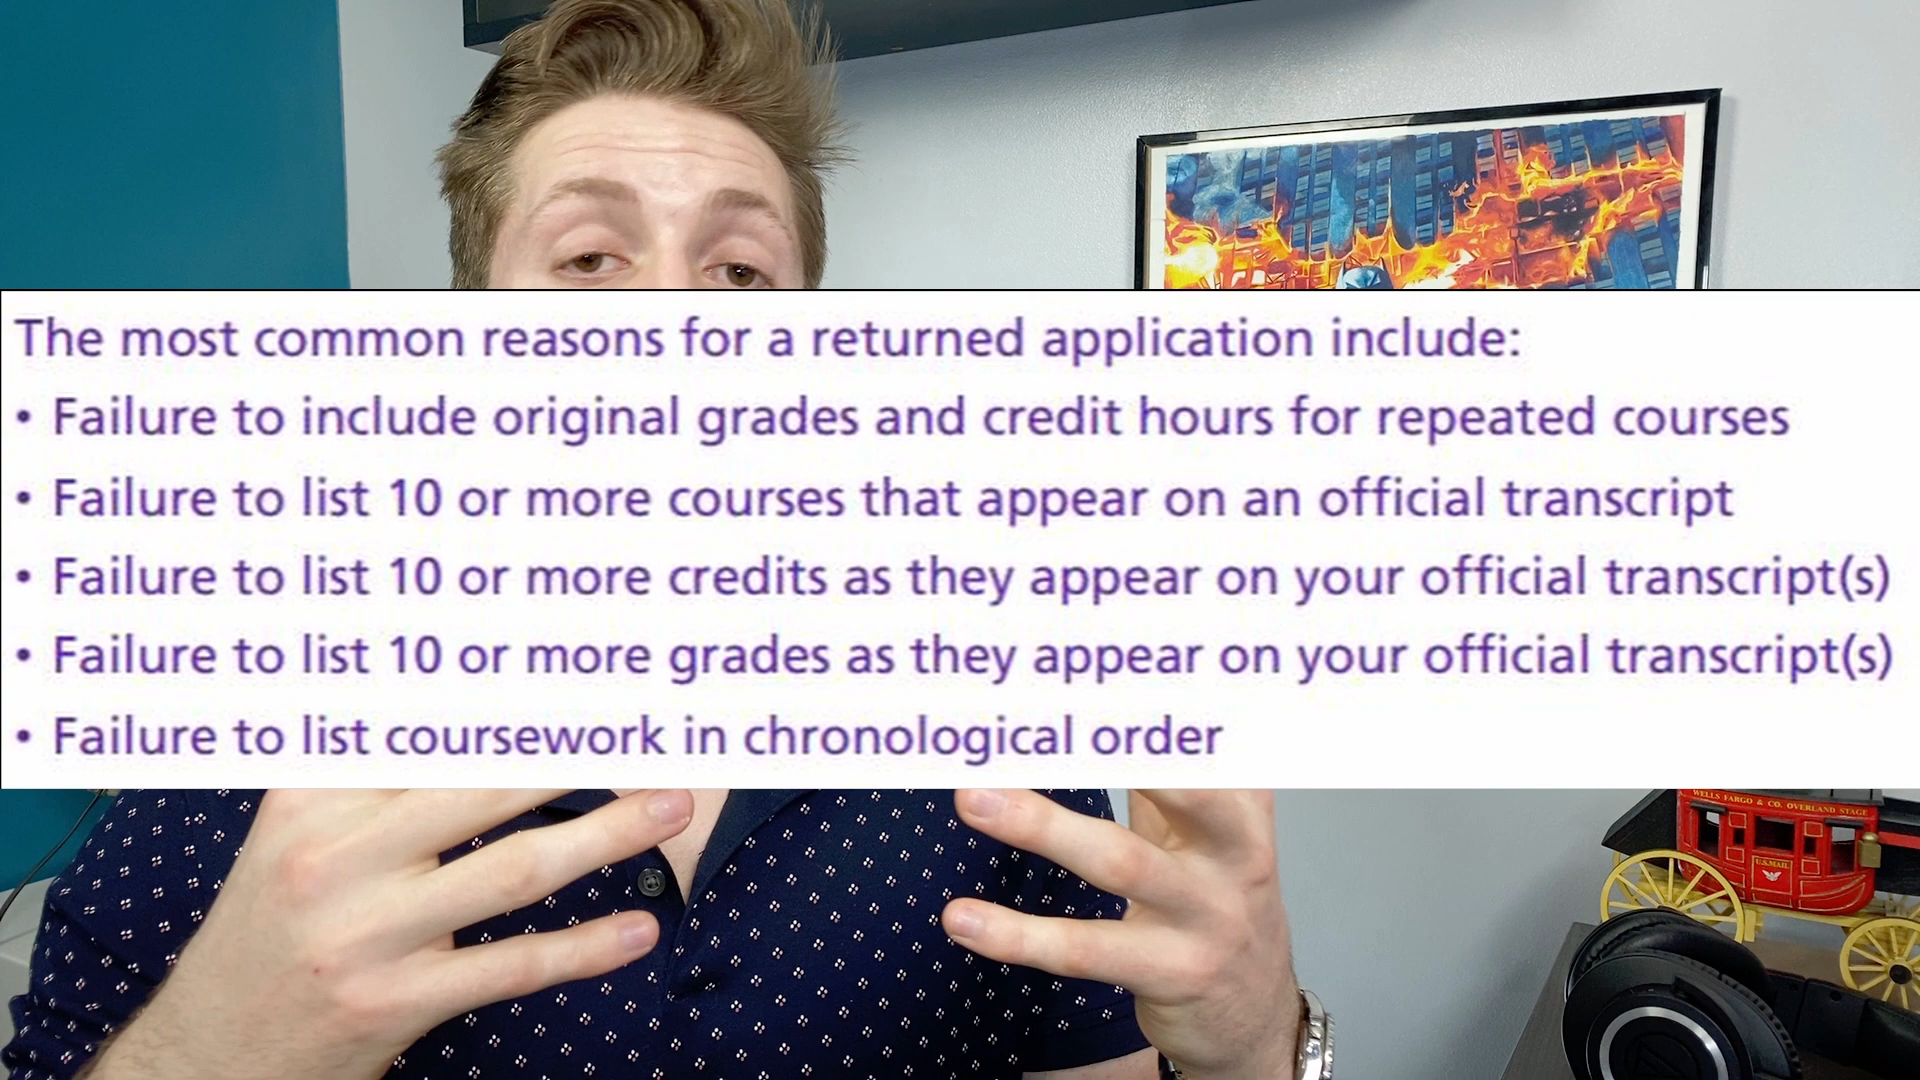 The most common reasons for a returned application include:
• Failure to include original grades and credit hours for repeated courses
• Failure to list 10 or more courses that appear on an official transcript
• Failure to list 10 or more credits as they appear on your official transcript(s)
• Failure to list 10 or more grades as they appear on your official transcript(s)
• Failure to list coursework in chronological order
WELLS FARGO & CO. OVERLAND STAGE
U.S.MAIL